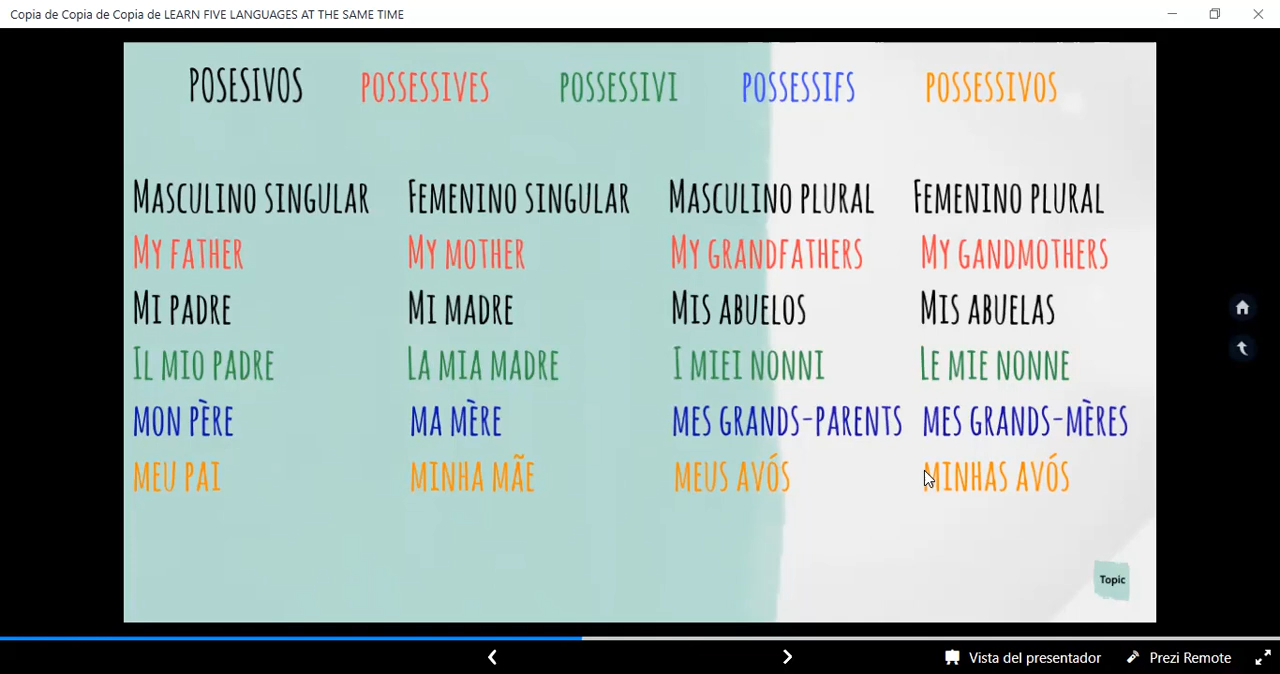 Copia de Copia de Copia de LEARN FIVE LANGUAGES AT THE SAME TIME
POSESIVOS POSSESSIVES POSSESSIVI POSSESSIFS POSSESSIVOS
MASCULINO SINGULAR FEMENINO SINGULAR MASCULINO PLURAL FEMENINO PLURAL
MY FATHER MY MOTHER MY GRANDFATHERS MY GANDMOTHERS
MI PADRE MI MADRE MIS ABUELOS MIS ABUELAS
IL MIO PADRE LA MIA MADRE I MIEI NONNI LE MIE NONNE
MON PÈRE MA MÈRE MES GRANDS-PARENTS MES GRANDS-MÈRES
MEU PAI MINHA MÃE MEUS AVÓS MINHAS AVÓS
Topic
Vista del presentador Prezi Remote